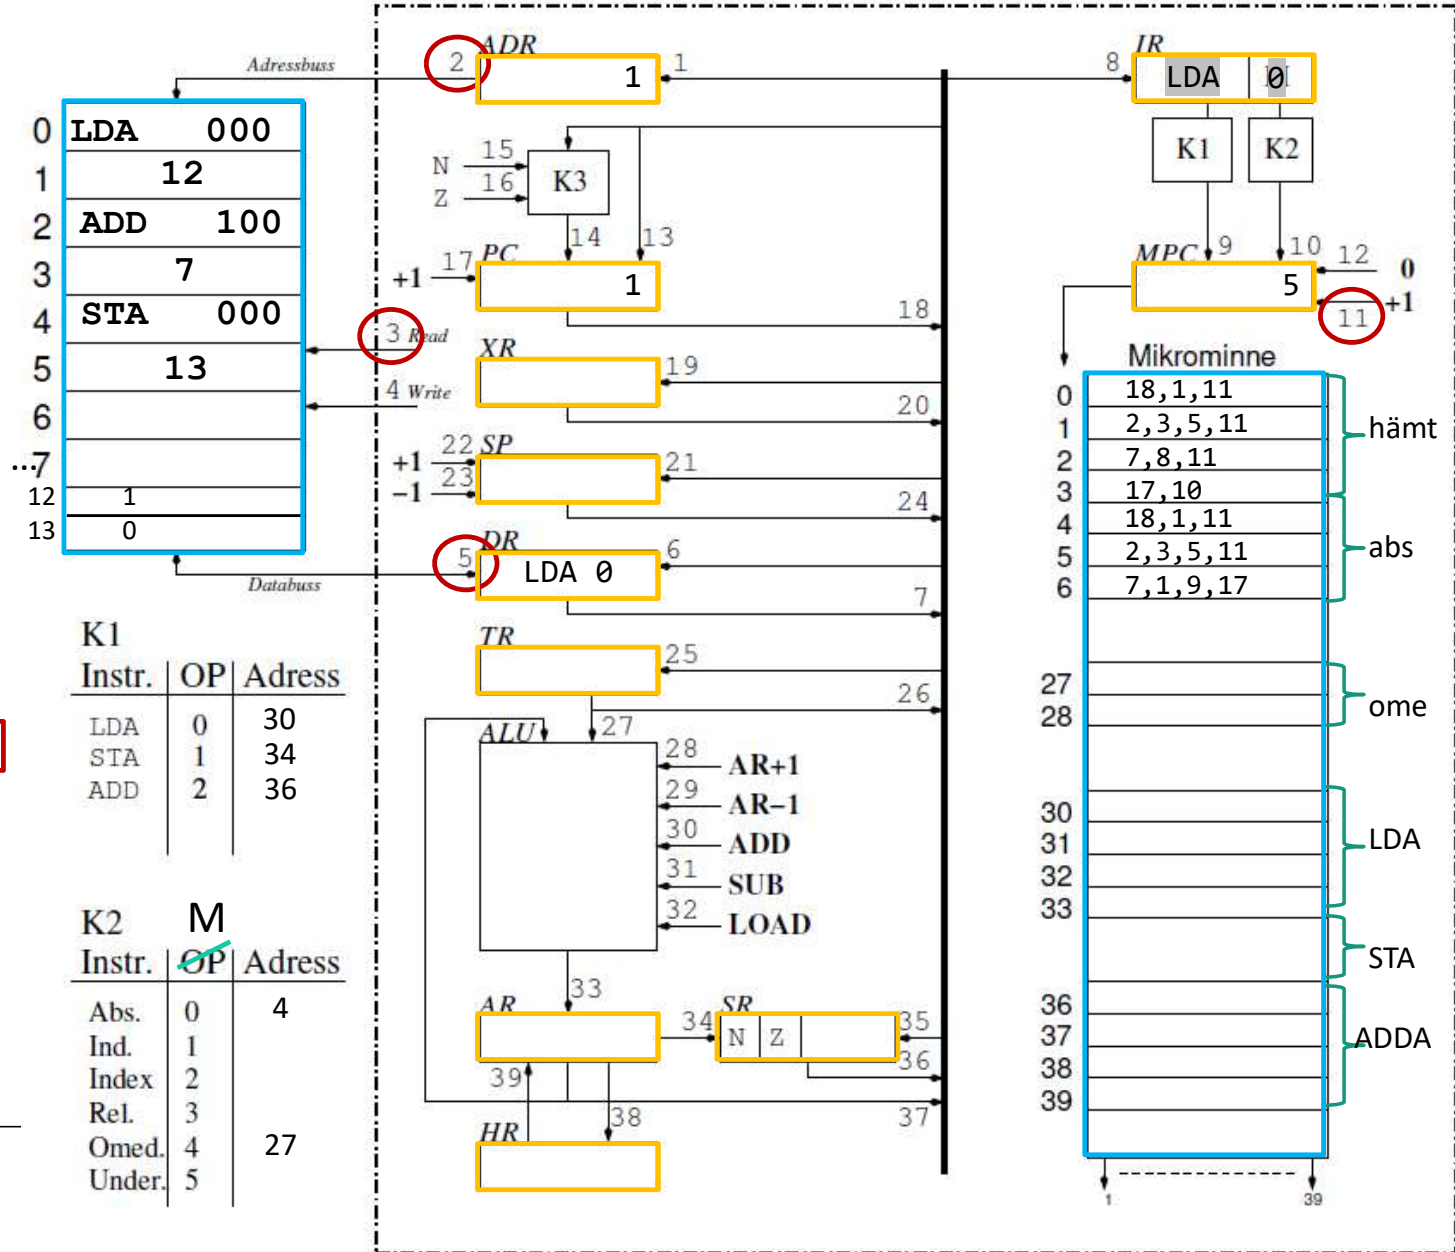 Adressbuss
0 LDA 000
1 12
2 ADD 100
3 7
4 STA 000
5 13
6
...7
12 1
13 0
Databuss
3 Read
4 Write
2 ADR 1
1
N 15
Z 16
K3
14 13
+1 17 PC
1
18
XR 19
20
+1 22 SP 21
-1 23
24
5 DR 6
LDA 0
7
TR 25
26
ALU 27
28 AR+1
29 AR−1
30 ADD
31 SUB
32 LOAD
33
AR 34 SR 35
N Z
36
39 38 37
HR
8 IR
LDA 0
K1 K2
MPC 9 10 12 0
5 11 +1
Mikrominne
0 18,1,11
1 2,3,5,11
2 7,8,11
3 17,10
hämt
4 18,1,11
5 2,3,5,11
6 7,1,9,17
abs
27
28
ome
30
31
32
33
LDA
STA
36
37
38
39
ADDA
1 39
K1
Instr. OP Adress
LDA 0 30
STA 1 34
ADD 2 36
K2 M
Instr. OP Adress
Abs. 0 4
Ind. 1
Index 2
Rel. 3
Omed. 4 27
Under. 5